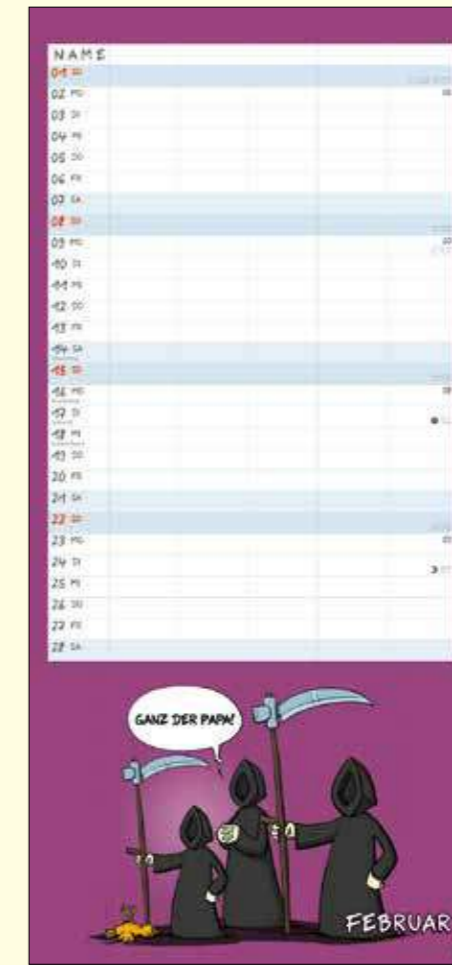 NAME
01 SO
02 MO
03 DI
04 MI
05 DO
06 FR
07 SA
08 SO
09 MO
10 DI
11 MI
12 DO
13 FR
14 SA
15 SO
16 MO
17 DI
18 MI
19 DO
20 FR
21 SA
22 SO
23 MO
24 DI
25 MI
26 DO
27 FR
28 SA
GANZ DER PAPA!
FEBRUAR